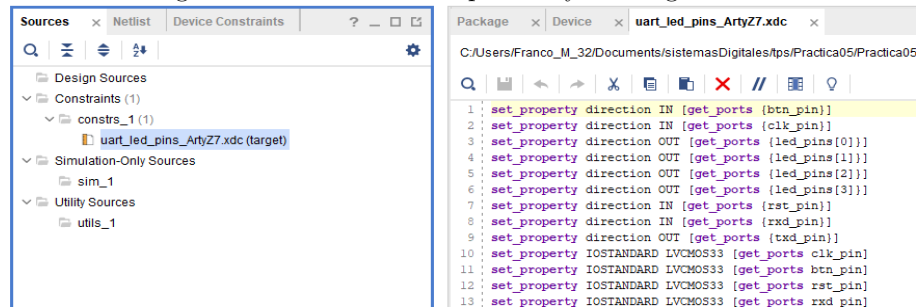 Sources × Netlist Device Constraints ? _ □
Design Sources
Constraints (1)
constrs_1 (1)
uart_led_pins_ArtyZ7.xdc (target)
Simulation-Only Sources
sim_1
Utility Sources
utils_1
Package × Device × uart_led_pins_ArtyZ7.xdc ×
C:/Users/Franco_M_32/Documents/sistemasDigitales/tps/Practica05/Practica05
1 set_property direction IN [get_ports {btn_pin}]
2 set_property direction IN [get_ports {clk_pin}]
3 set_property direction OUT [get_ports {led_pins[0]}]
4 set_property direction OUT [get_ports {led_pins[1]}]
5 set_property direction OUT [get_ports {led_pins[2]}]
6 set_property direction OUT [get_ports {led_pins[3]}]
7 set_property direction IN [get_ports {rst_pin}]
8 set_property direction IN [get_ports {rxd_pin}]
9 set_property direction OUT [get_ports {txd_pin}]
10 set_property IOSTANDARD LVCMOS33 [get_ports clk_pin]
11 set_property IOSTANDARD LVCMOS33 [get_ports btn_pin]
12 set_property IOSTANDARD LVCMOS33 [get_ports rst_pin]
13 set_property IOSTANDARD LVCMOS33 [get_ports rxd_pin]